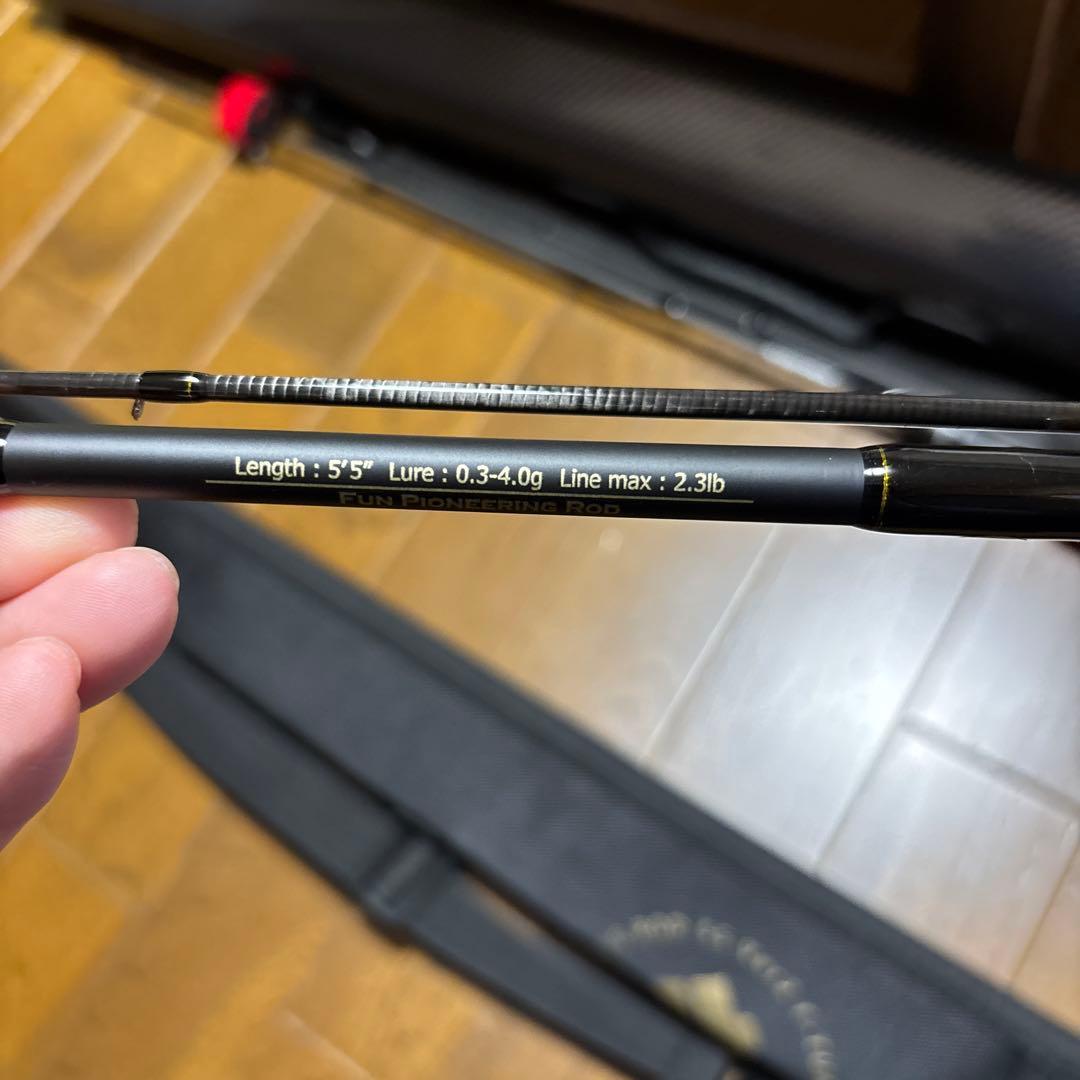 Length : 5'5" Lure : 0.3-4.0g Line max : 2.3lb
FUN PIONEERING ROD